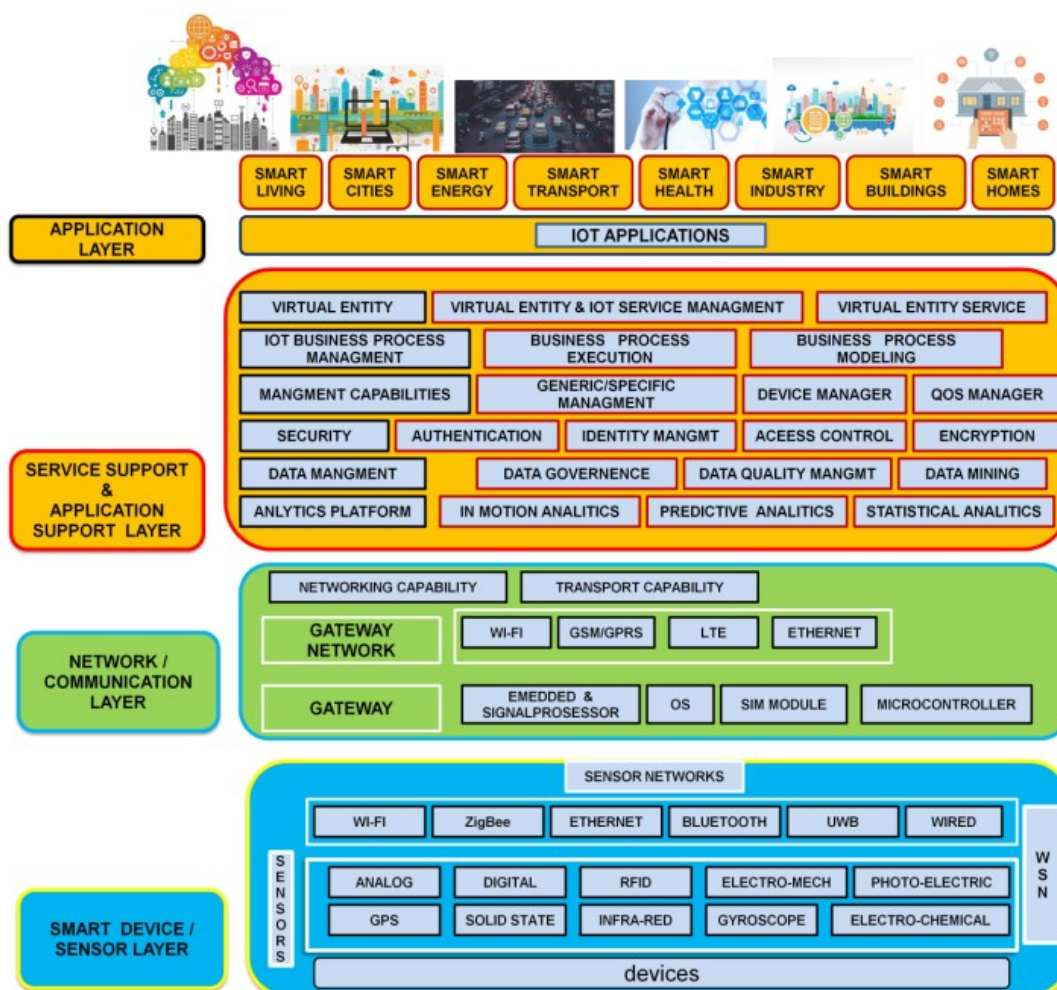 SMART
LIVING
SMART
CITIES
SMART
ENERGY
SMART
TRANSPORT
SMART
HEALTH
SMART
INDUSTRY
SMART
BUILDINGS
SMART
HOMES
APPLICATION
LAYER
IOT APPLICATIONS
VIRTUAL ENTITY
VIRTUAL ENTITY & IOT SERVICE MANAGMENT
VIRTUAL ENTITY SERVICE
IOT BUSINESS PROCESS
MANAGMENT
BUSINESS PROCESS
EXECUTION
BUSINESS PROCESS
MODELING
MANGMENT CAPABILITIES
GENERIC/SPECIFIC
MANAGMENT
DEVICE MANAGER
QOS MANAGER
SECURITY
AUTHENTICATION
IDENTITY MANGMT
ACEESS CONTROL
ENCRYPTION
SERVICE SUPPORT
&
APPLICATION
SUPPORT LAYER
DATA MANGMENT
DATA GOVERNENCE
DATA QUALITY MANGMT
DATA MINING
ANLYTICS PLATFORM
IN MOTION ANALITICS
PREDICTIVE ANALITICS
STATISTICAL ANALITICS
NETWORKING CAPABILITY
TRANSPORT CAPABILITY
GATEWAY
NETWORK
WI-FI
GSM/GPRS
LTE
ETHERNET
NETWORK /
COMMUNICATION
LAYER
GATEWAY
EMEDDED &
SIGNALPROSESSOR
OS
SIM MODULE
MICROCONTROLLER
SENSOR NETWORKS
WI-FI
ZigBee
ETHERNET
BLUETOOTH
UWB
WIRED
SENSORS
WSN
ANALOG
DIGITAL
RFID
ELECTRO-MECH
PHOTO-ELECTRIC
GPS
SOLID STATE
INFRA-RED
GYROSCOPE
ELECTRO-CHEMICAL
SMART DEVICE /
SENSOR LAYER
devices